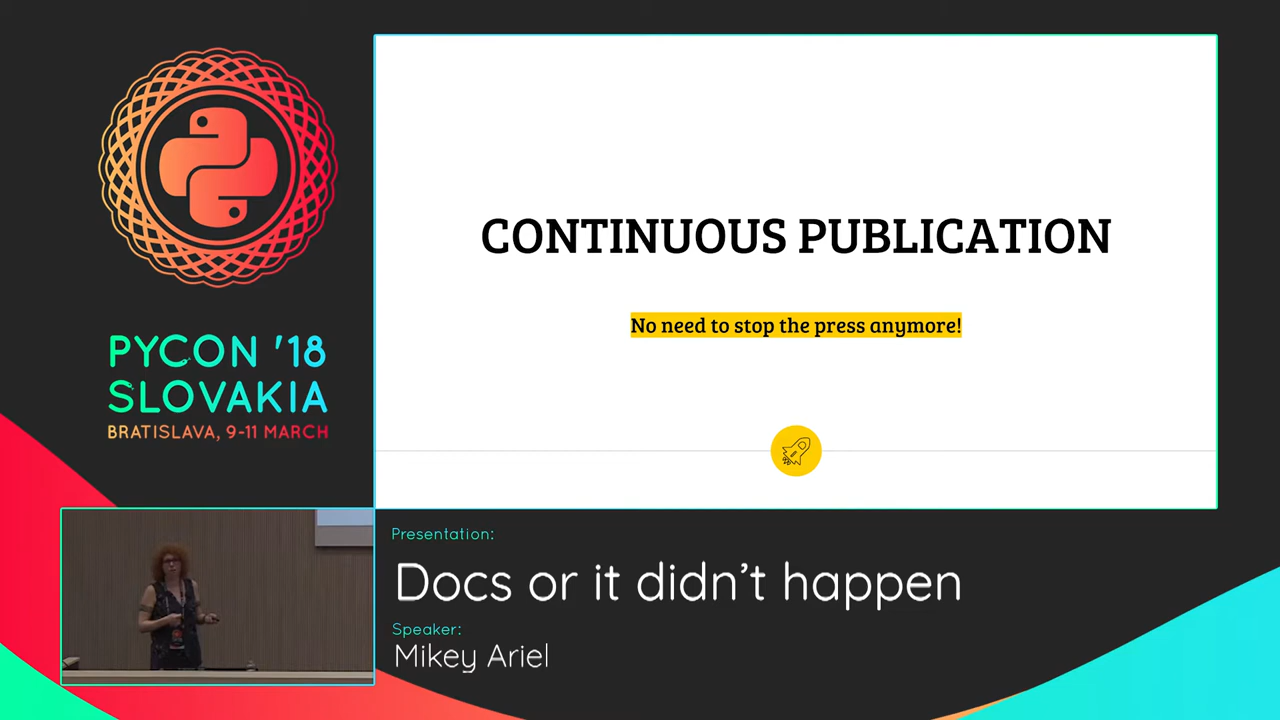 PYCON '18
SLOVAKIA
BRATISLAVA, 9-11 MARCH
CONTINUOUS PUBLICATION
No need to stop the press anymore!
Presentation:
Docs or it didn’t happen
Speaker:
Mikey Ariel